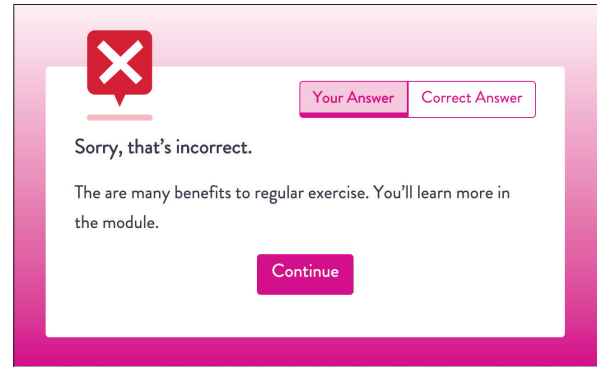 Your Answer
Correct Answer
Sorry, that's incorrect.
The are many benefits to regular exercise. You'll learn more in
the module.
Continue